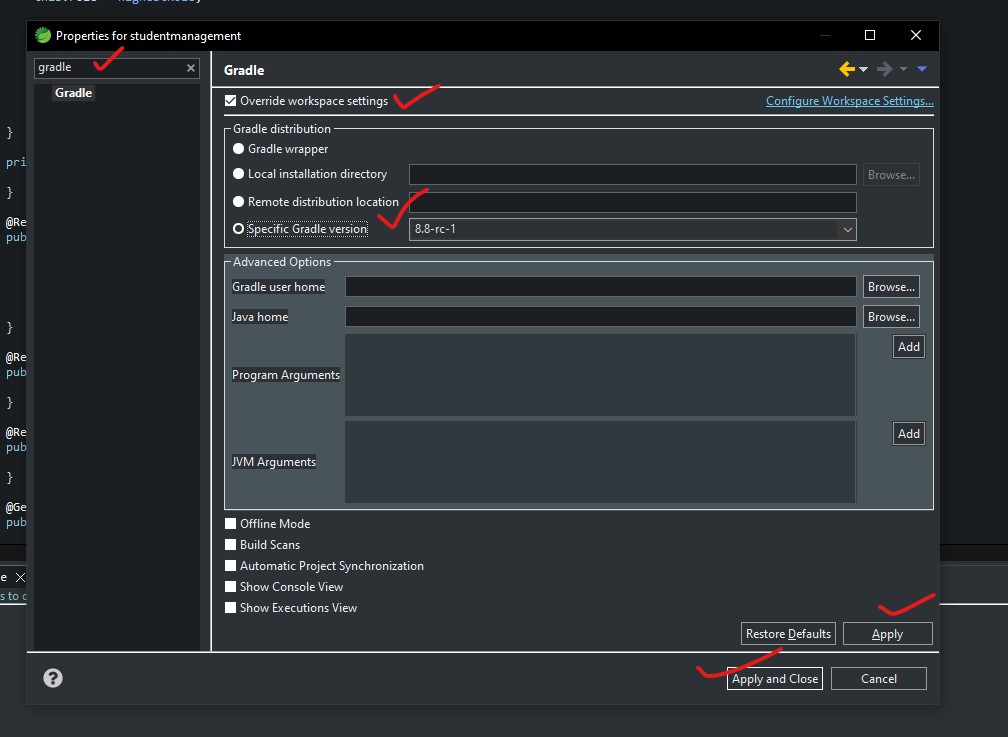 Properties for studentmanagement
gradle
Gradle
Gradle
Override workspace settings
Configure Workspace Settings...
Gradle distribution
Gradle wrapper
Local installation directory
Browse...
Remote distribution location
Specific Gradle version
8.8-rc-1
Advanced Options
Gradle user home
Browse...
Java home
Browse...
Program Arguments
Add
JVM Arguments
Add
Offline Mode
Build Scans
Automatic Project Synchronization
Show Console View
Show Executions View
Restore Defaults
Apply
Apply and Close
Cancel
}
pri
}
@Re
pub
}
@Re
pub
}
@Re
pub
}
@Ge
pub